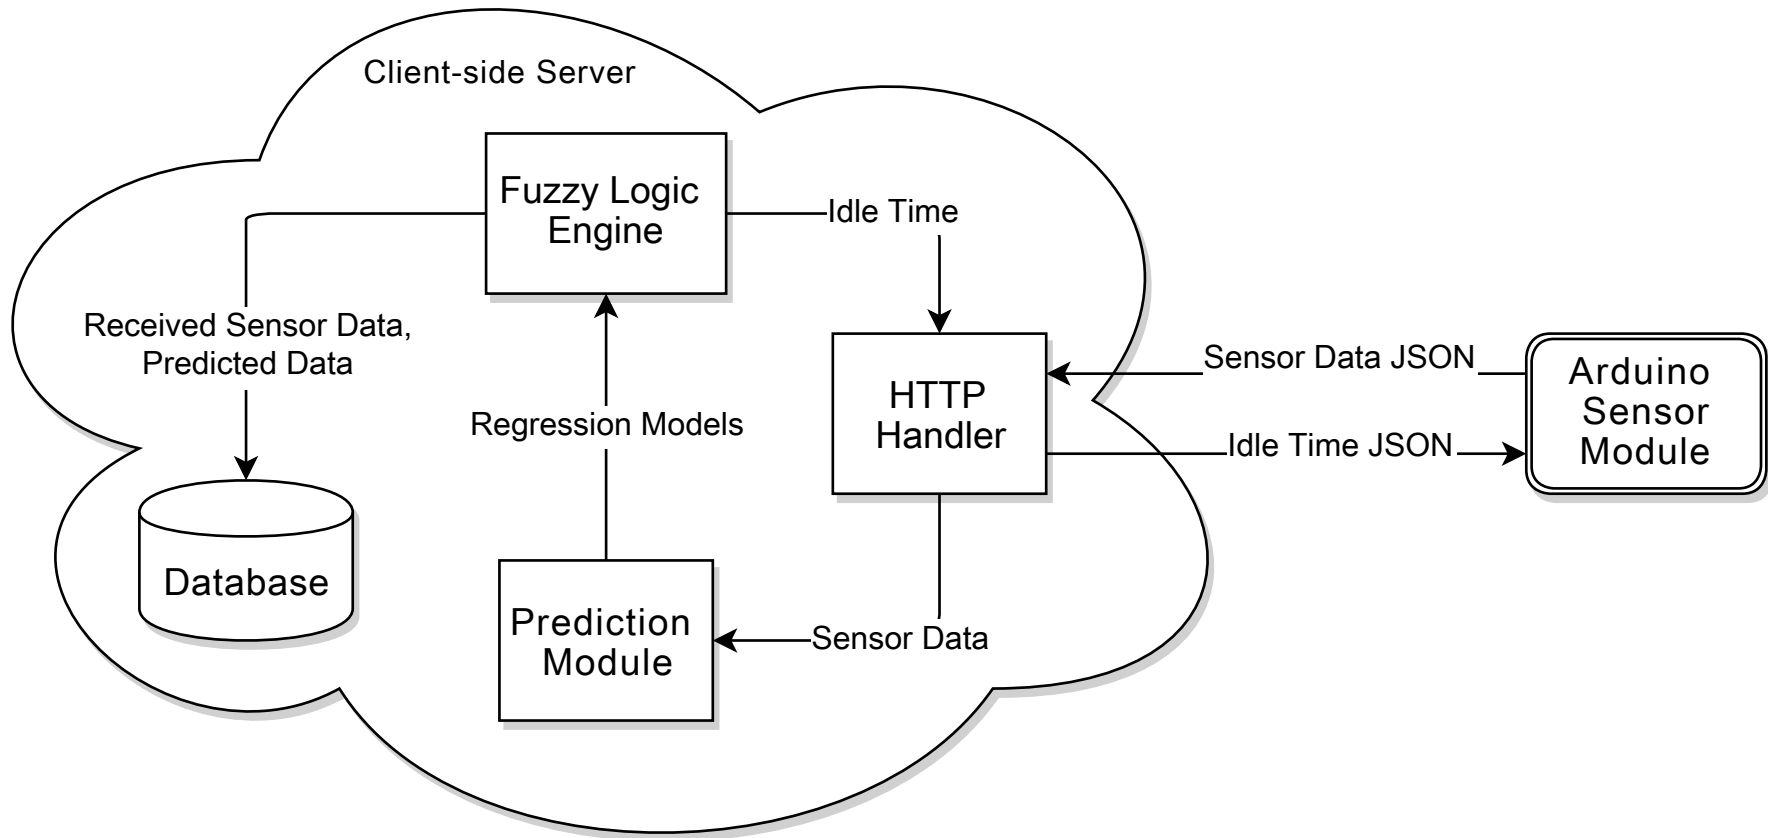 Client-side Server
Fuzzy Logic
Engine
Idle Time
Received Sensor Data,
Predicted Data
Regression Models
HTTP
Handler
Sensor Data JSON
Idle Time JSON
Arduino
Sensor
Module
Database
Prediction
Module
Sensor Data